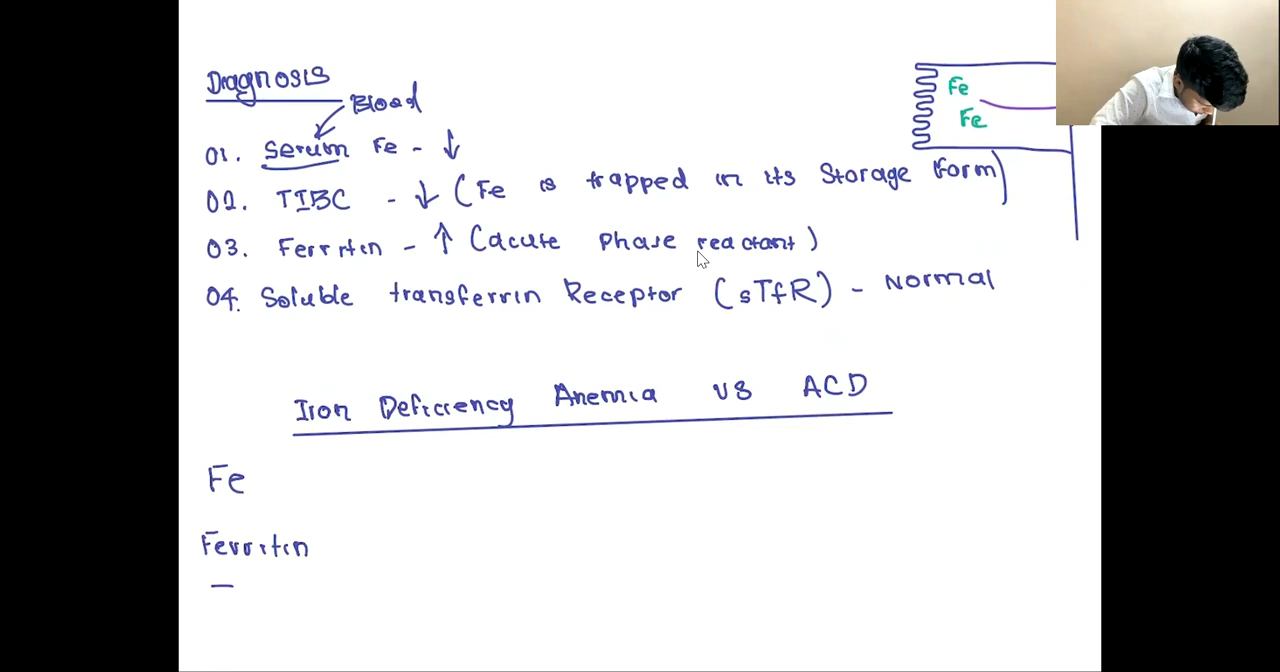 Diagnosis
Blood
01. Serum Fe - ↓
02. TIBC - ↓ (Fe is trapped in its Storage Form)
03. Ferritin - ↑ (acute phase reactant)
04. Soluble transferrin Receptor (sTfR) - Normal
Fe
Fe
Iron Deficiency Anemia vs ACD
Fe
Ferritin